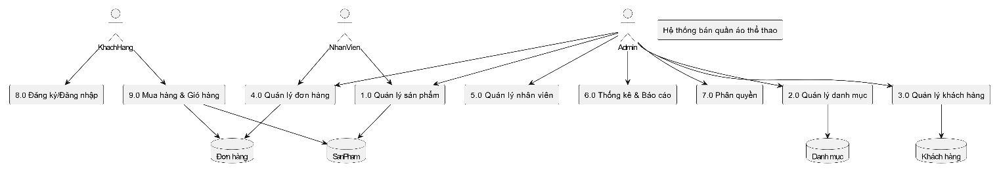 Hệ thống bán quần áo thể thao
KhachHang
NhanVien
Admin
8.0 Đăng ký/Đăng nhập
9.0 Mua hàng & Giỏ hàng
4.0 Quản lý đơn hàng
1.0 Quản lý sản phẩm
5.0 Quản lý nhân viên
6.0 Thống kê & Báo cáo
7.0 Phân quyền
2.0 Quản lý danh mục
3.0 Quản lý khách hàng
Đơn hàng
SanPham
Danh mục
Khách hàng